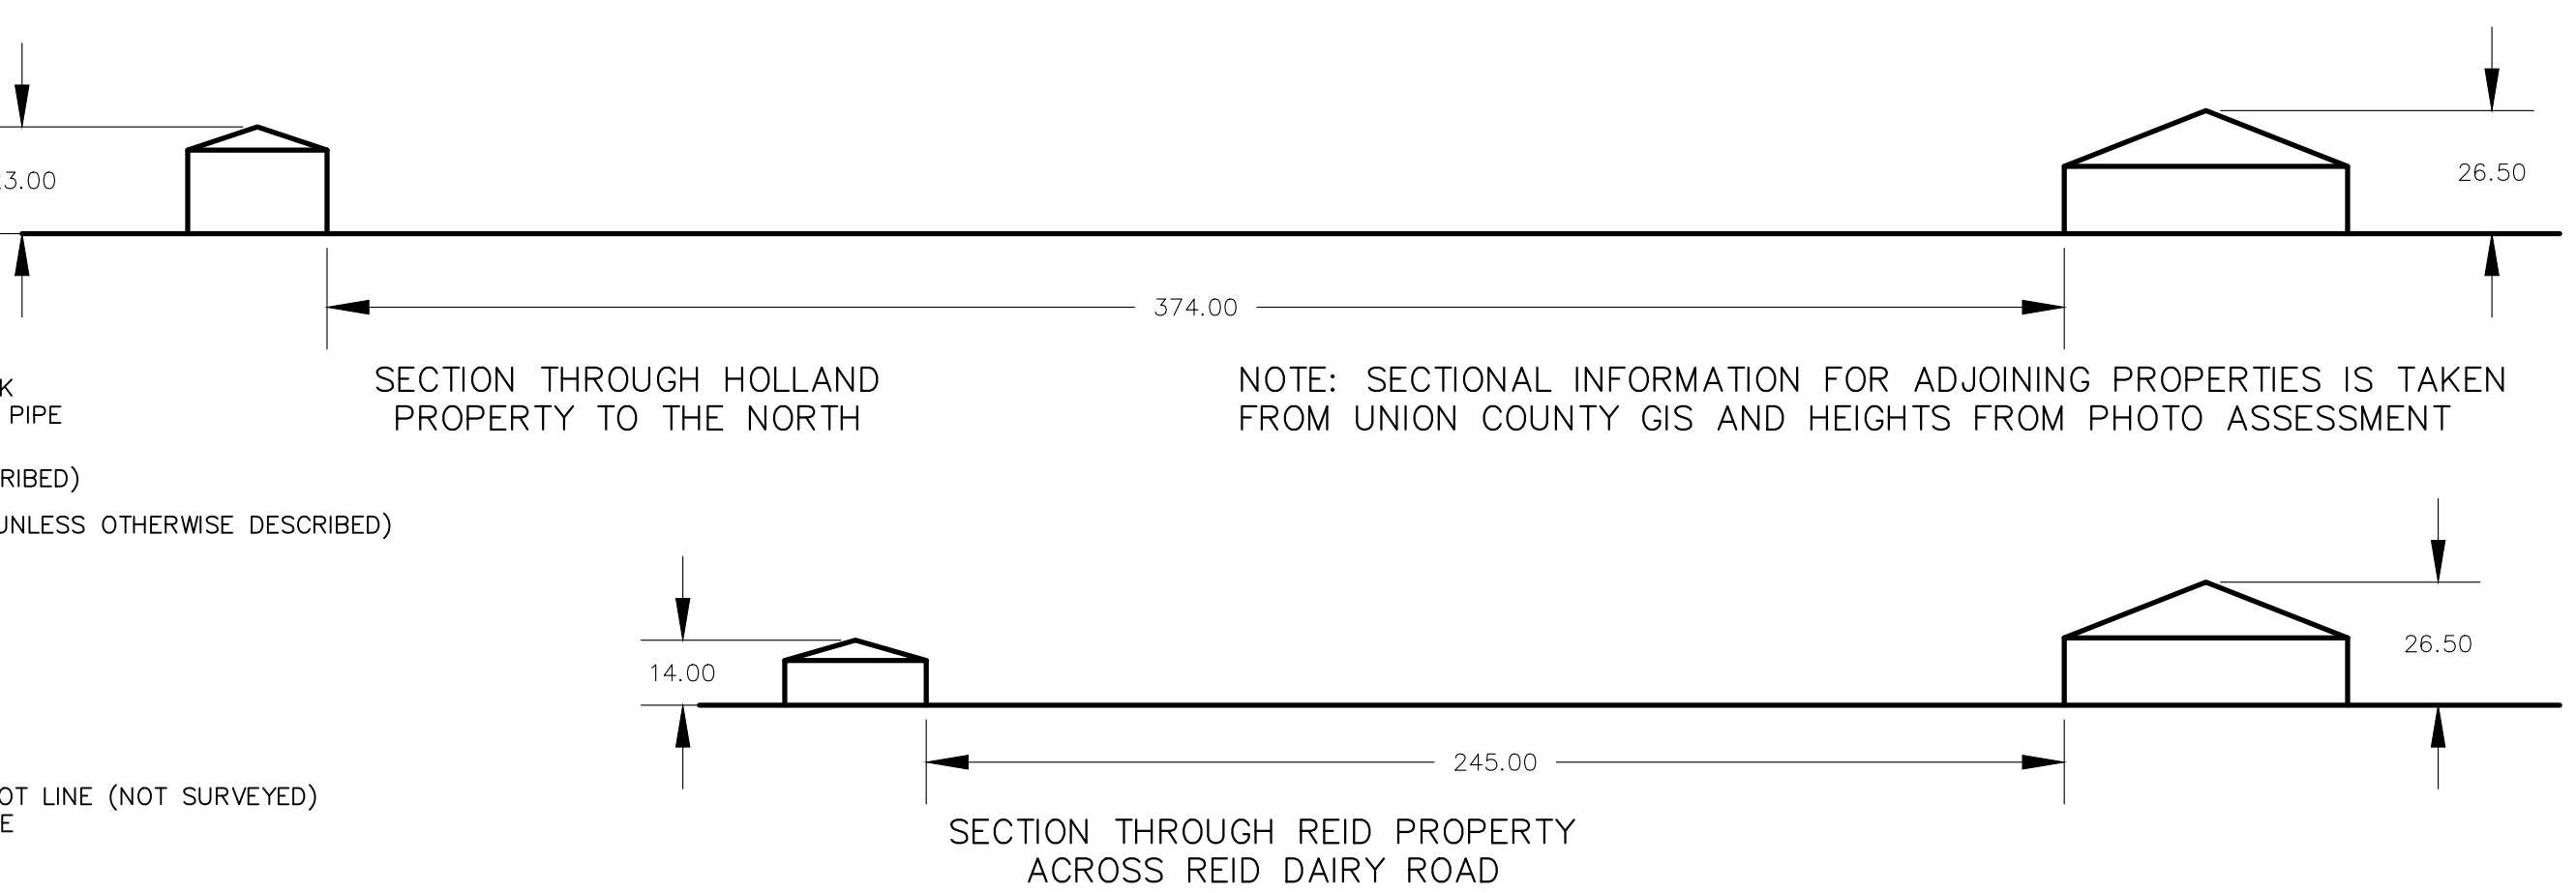 3.00
26.50
374.00
SECTION THROUGH HOLLAND
PROPERTY TO THE NORTH
NOTE: SECTIONAL INFORMATION FOR ADJOINING PROPERTIES IS TAKEN
FROM UNION COUNTY GIS AND HEIGHTS FROM PHOTO ASSESSMENT
K
PIPE
RIBED)
UNLESS OTHERWISE DESCRIBED)
14.00
26.50
245.00
OT LINE (NOT SURVEYED)
E
SECTION THROUGH REID PROPERTY
ACROSS REID DAIRY ROAD